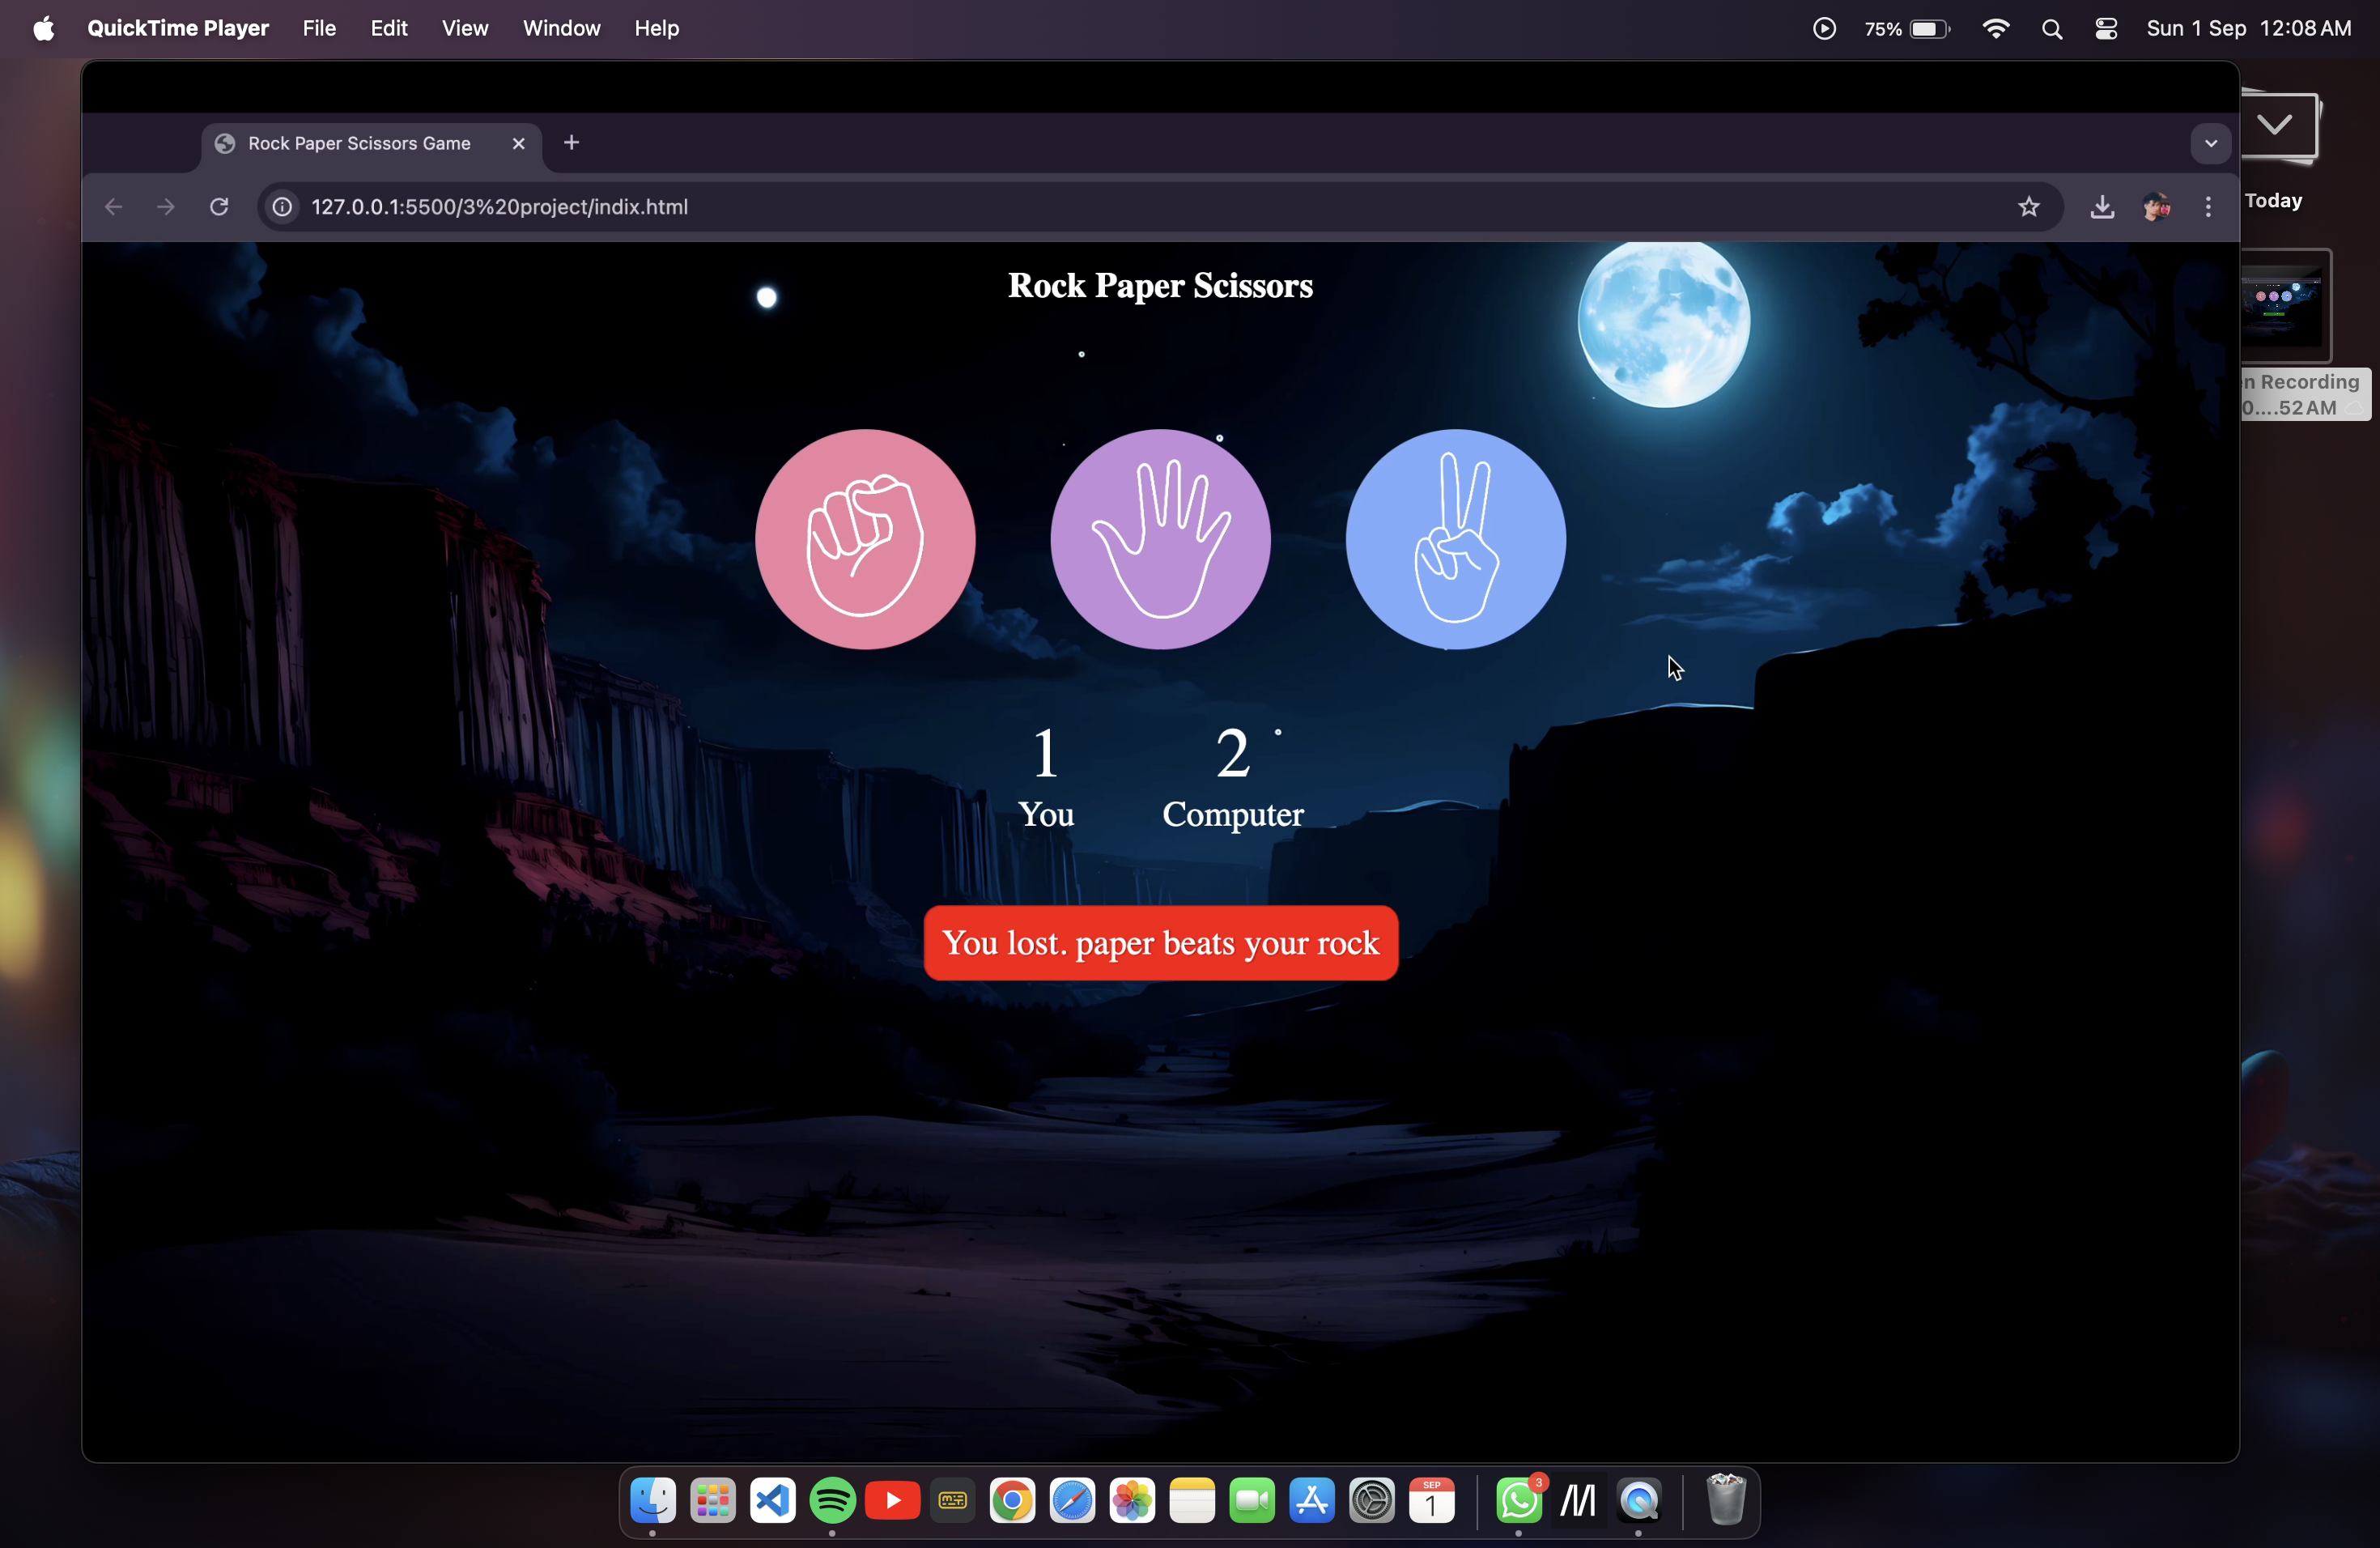 QuickTime Player File Edit View Window Help 75% Sun 1 Sep 12:08 AM
Rock Paper Scissors Game
127.0.0.1:5500/3%20project/indix.html
Today
Rock Paper Scissors
n Recording
0....52 AM
1 2
You Computer
You lost. paper beats your rock
SEP
1
3